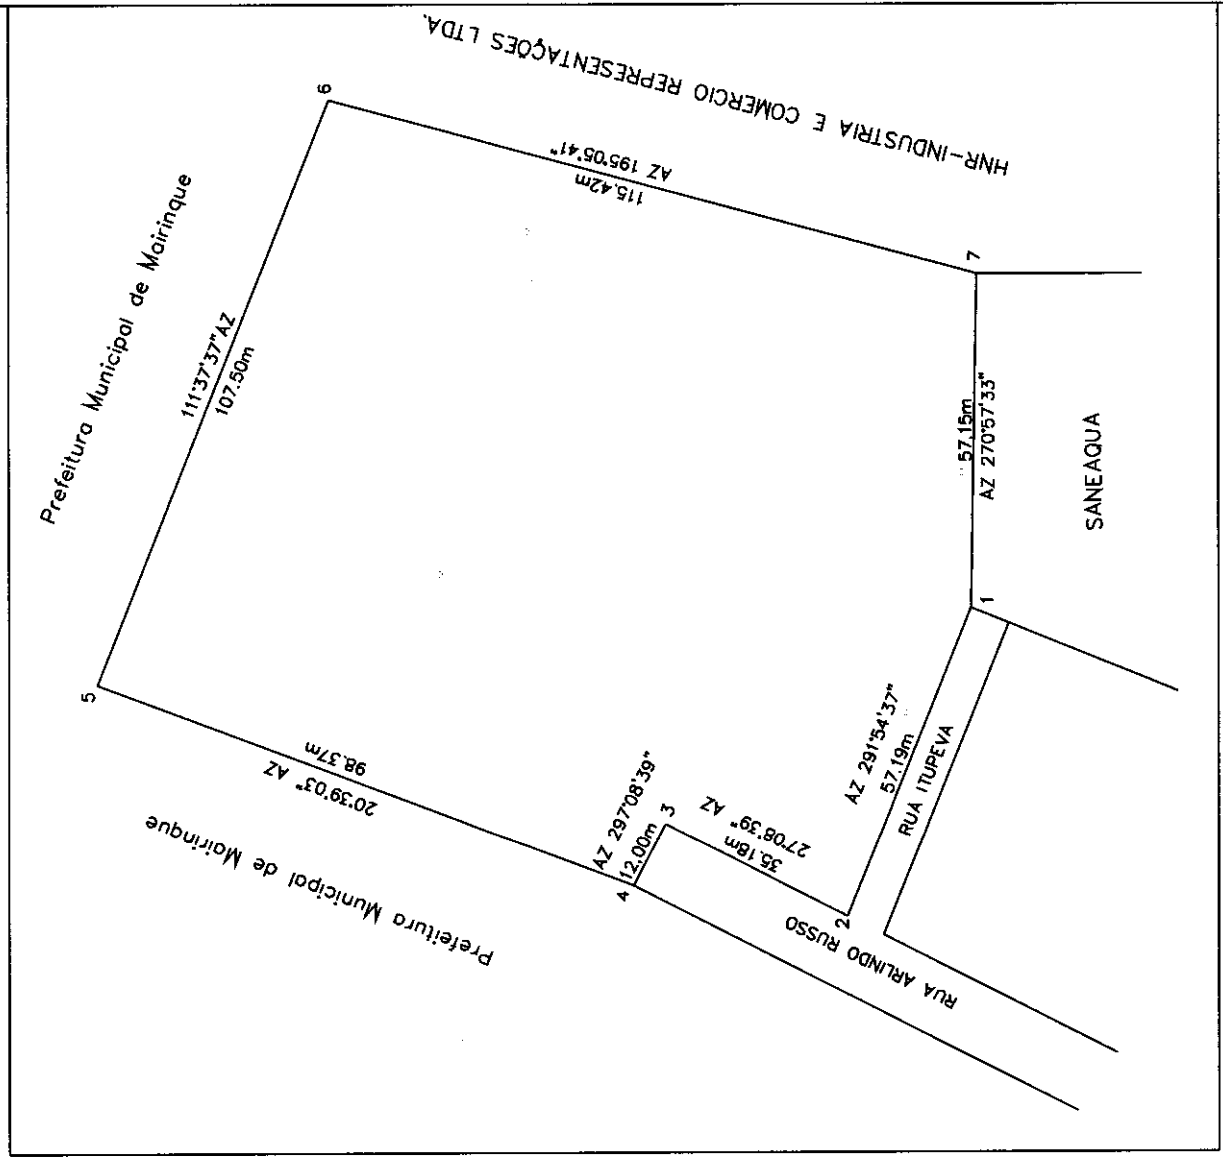 HNR-INDUSTRIA E COMERCIO REPRESENTAÇÕES LTDA.
6
Prefeitura Municipal de Mairinque
AZ 195°05'41"
115.42m
111°37'37" AZ
107.50m
7
57.15m
AZ 270°57'33"
SANEAQUA
1
5
98.37m
20°39'03" AZ
Prefeitura Municipal de Mairinque
AZ 297°08'39"
12.00m
3
4
27°08'39" AZ
35.18m
AZ 291°54'37"
57.19m
RUA ITUPEVA
2
RUA ARLINDO RUSSO